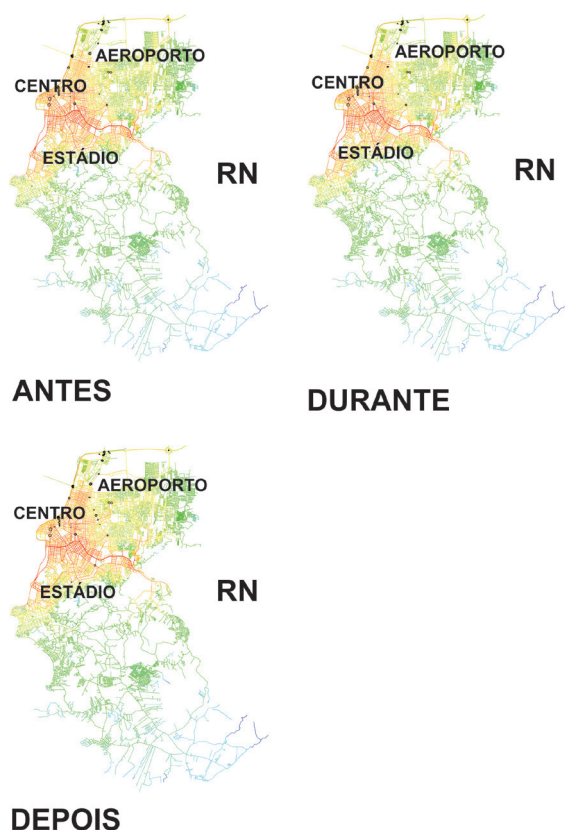 AEROPORTO
CENTRO
ESTÁDIO
RN
ANTES
AEROPORTO
CENTRO
ESTÁDIO
RN
DURANTE
AEROPORTO
CENTRO
ESTÁDIO
RN
DEPOIS